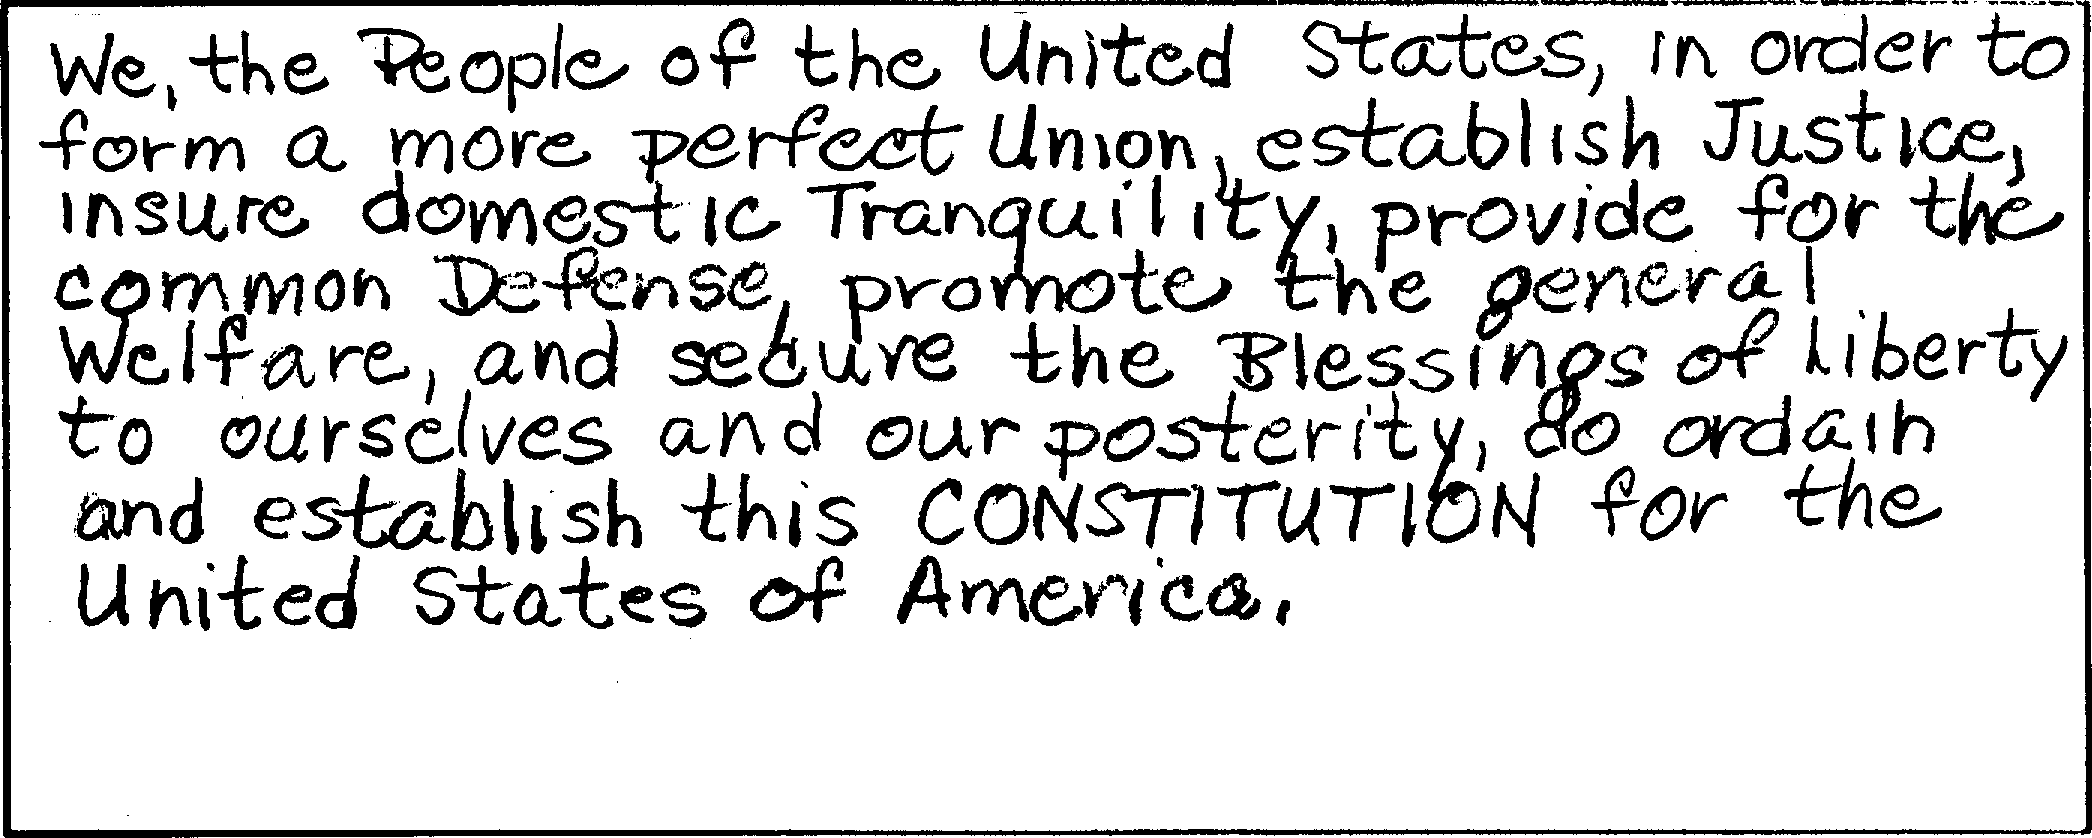 We, the People of the United States, in order to
form a more perfect Union, establish Justice,
insure domestic Tranquility, provide for the
common Defense, promote the general
Welfare, and secure the Blessings of Liberty
to ourselves and our posterity, do ordain
and establish this CONSTITUTION for the
United States of America.